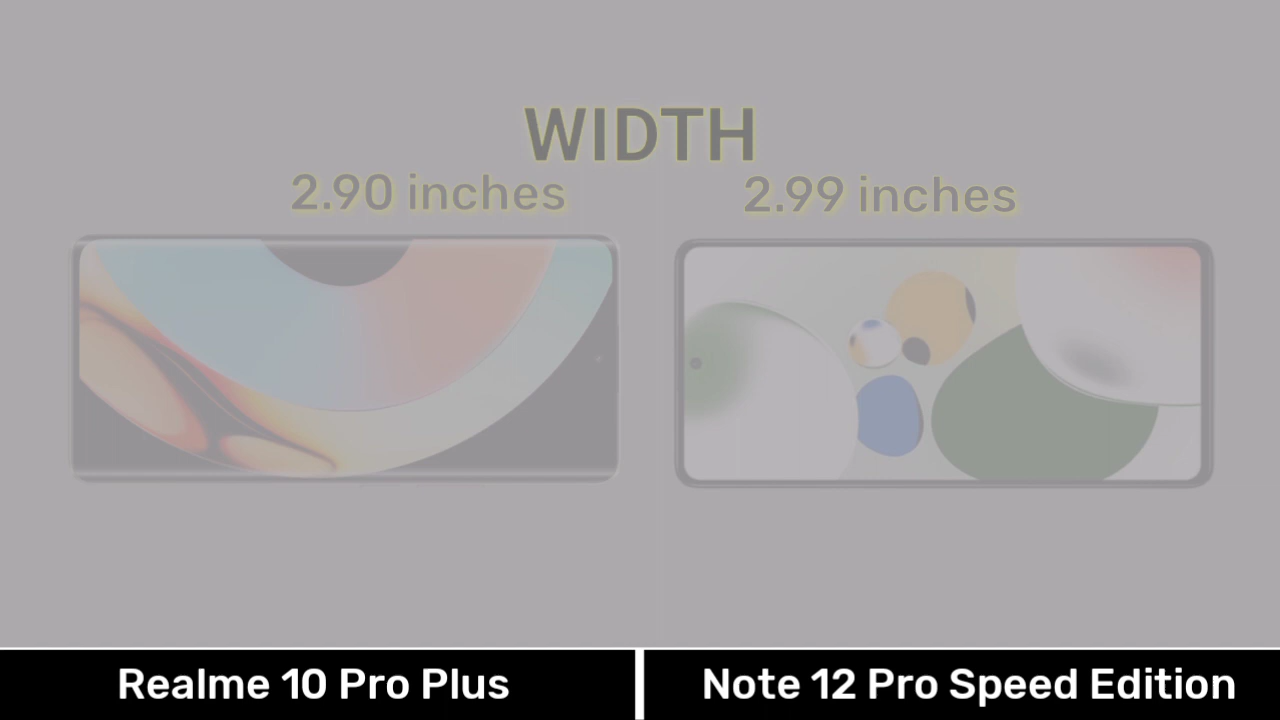 WIDTH
2.90 inches
2.99 inches
Realme 10 Pro Plus
Note 12 Pro Speed Edition